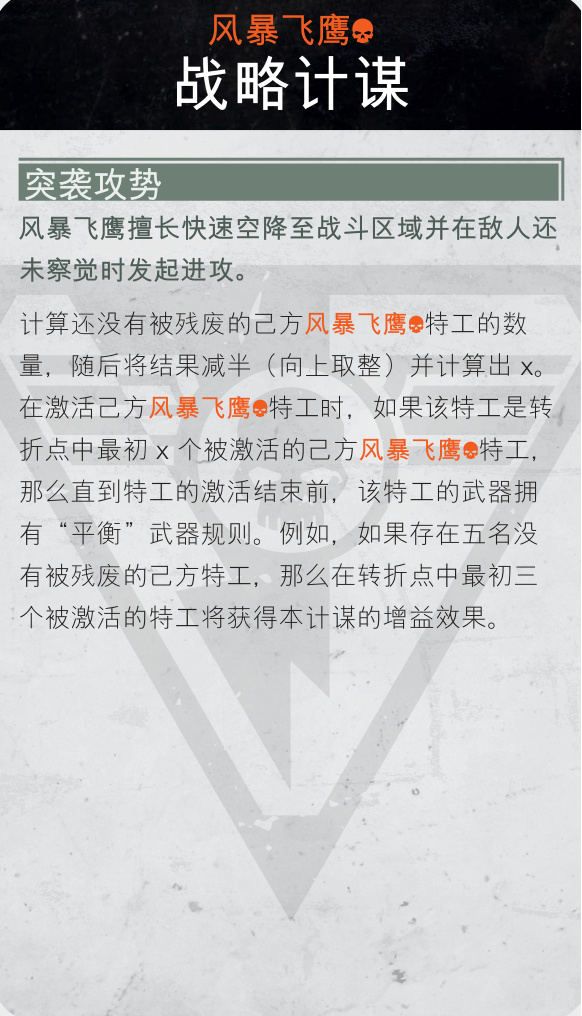 风暴飞鹰
战略计谋
突袭攻势
风暴飞鹰擅长快速空降至战斗区域并在敌人还
未察觉时发起进攻。
计算还没有被残废的己方风暴飞鹰特工的数
量，随后将结果减半（向上取整）并计算出 x。
在激活己方风暴飞鹰特工时，如果该特工是转
折点中最初 x 个被激活的己方风暴飞鹰特工，
那么直到特工的激活结束前，该特工的武器拥
有“平衡”武器规则。例如，如果存在五名没
有被残废的己方特工，那么在转折点中最初三
个被激活的特工将获得本计谋的增益效果。